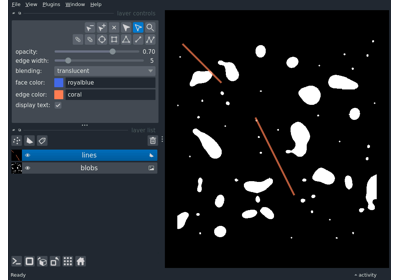 File View Plugins Window Help
layer controls
opacity: 0.70
edge width: 5
blending: translucent
face color: royalblue
edge color: coral
display text:
layer list
lines
blobs
Ready
activity